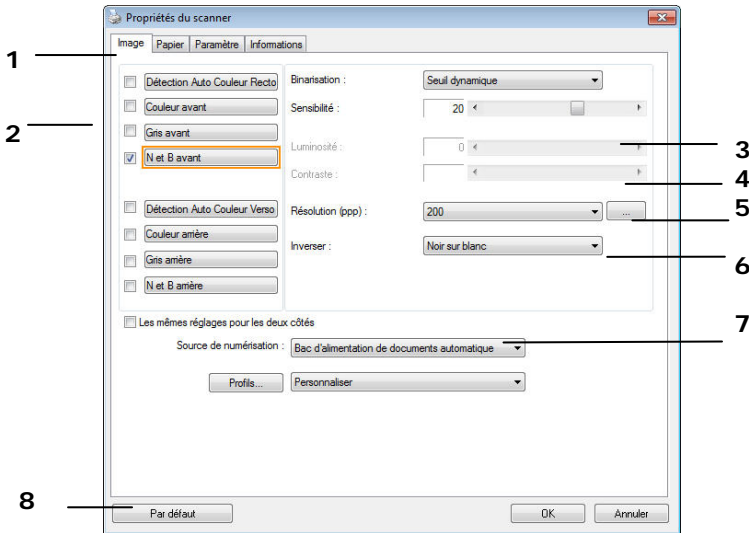 Propriétés du scanner
Image Papier Paramètre Informations
1
2
Détection Auto Couleur Recto
Couleur avant
Gris avant
N et B avant
Détection Auto Couleur Verso
Couleur arrière
Gris arrière
N et B arrière
Binarisation : Seuil dynamique
Sensibilité : 20
Luminosité : 0
Contraste :
Résolution (ppp) : 200 ...
Inverser : Noir sur blanc
3
4
5
6
7
Les mêmes réglages pour les deux côtés
Source de numérisation : Bac d'alimentation de documents automatique
Profils... Personnaliser
8
Par défaut OK Annuler